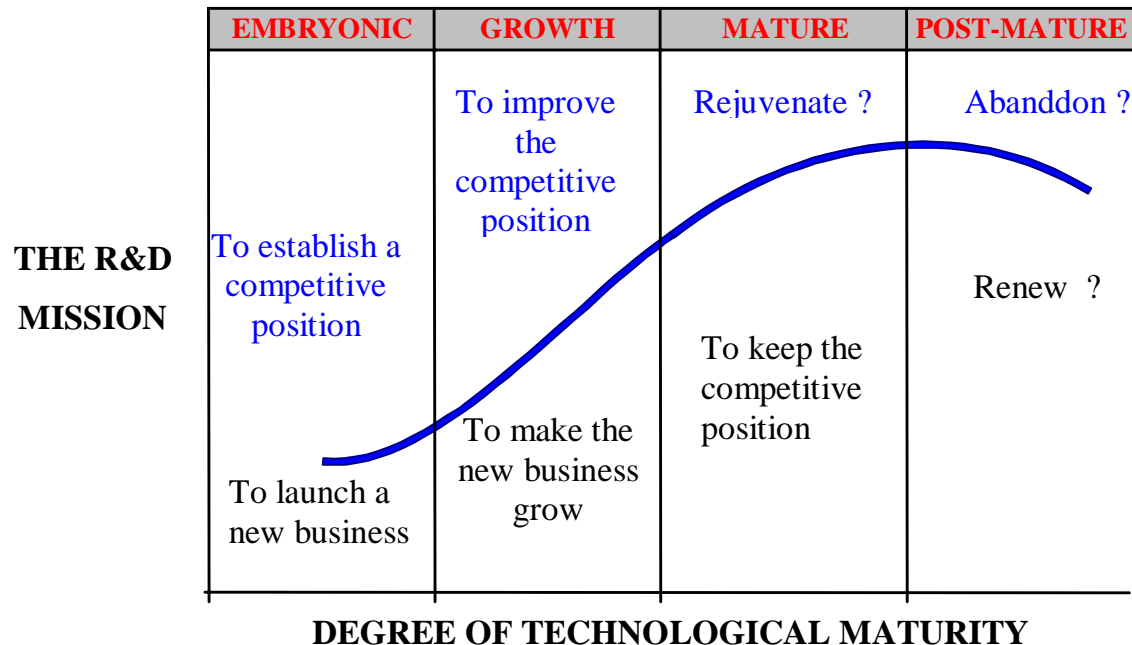 EMBRYONIC GROWTH MATURE POST-MATURE
To improve
the
competitive
position
Rejuvenate ?
Abanddon ?
THE R&D
MISSION
To establish a
competitive
position
Renew ?
To keep the
competitive
position
To make the
new business
grow
To launch a
new business
DEGREE OF TECHNOLOGICAL MATURITY